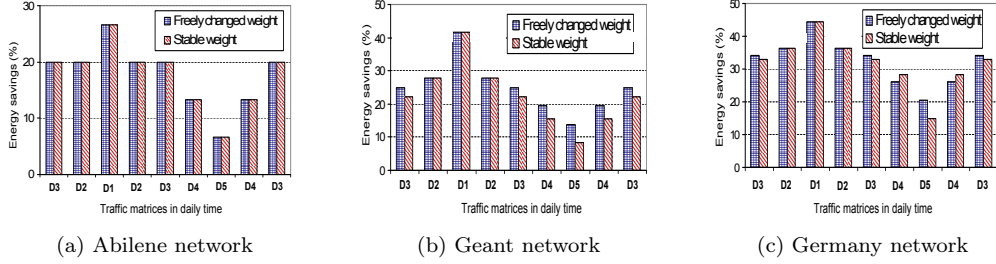 Energy savings (%)
30
20
10
0
Freely changed weight
Stable weight
D3 D2 D1 D2 D3 D4 D5 D4 D3
Traffic matrices in daily time
(a) Abilene network
Energy savings (%)
50
40
30
20
10
0
Freely changed weight
Stable weight
D3 D2 D1 D2 D3 D4 D5 D4 D3
Traffic matrices in daily time
(b) Geant network
Energy savings (%)
50
40
30
20
10
0
Freely changed weight
Stable weight
D3 D2 D1 D2 D3 D4 D5 D4 D3
Traffic matrices in daily time
(c) Germany network